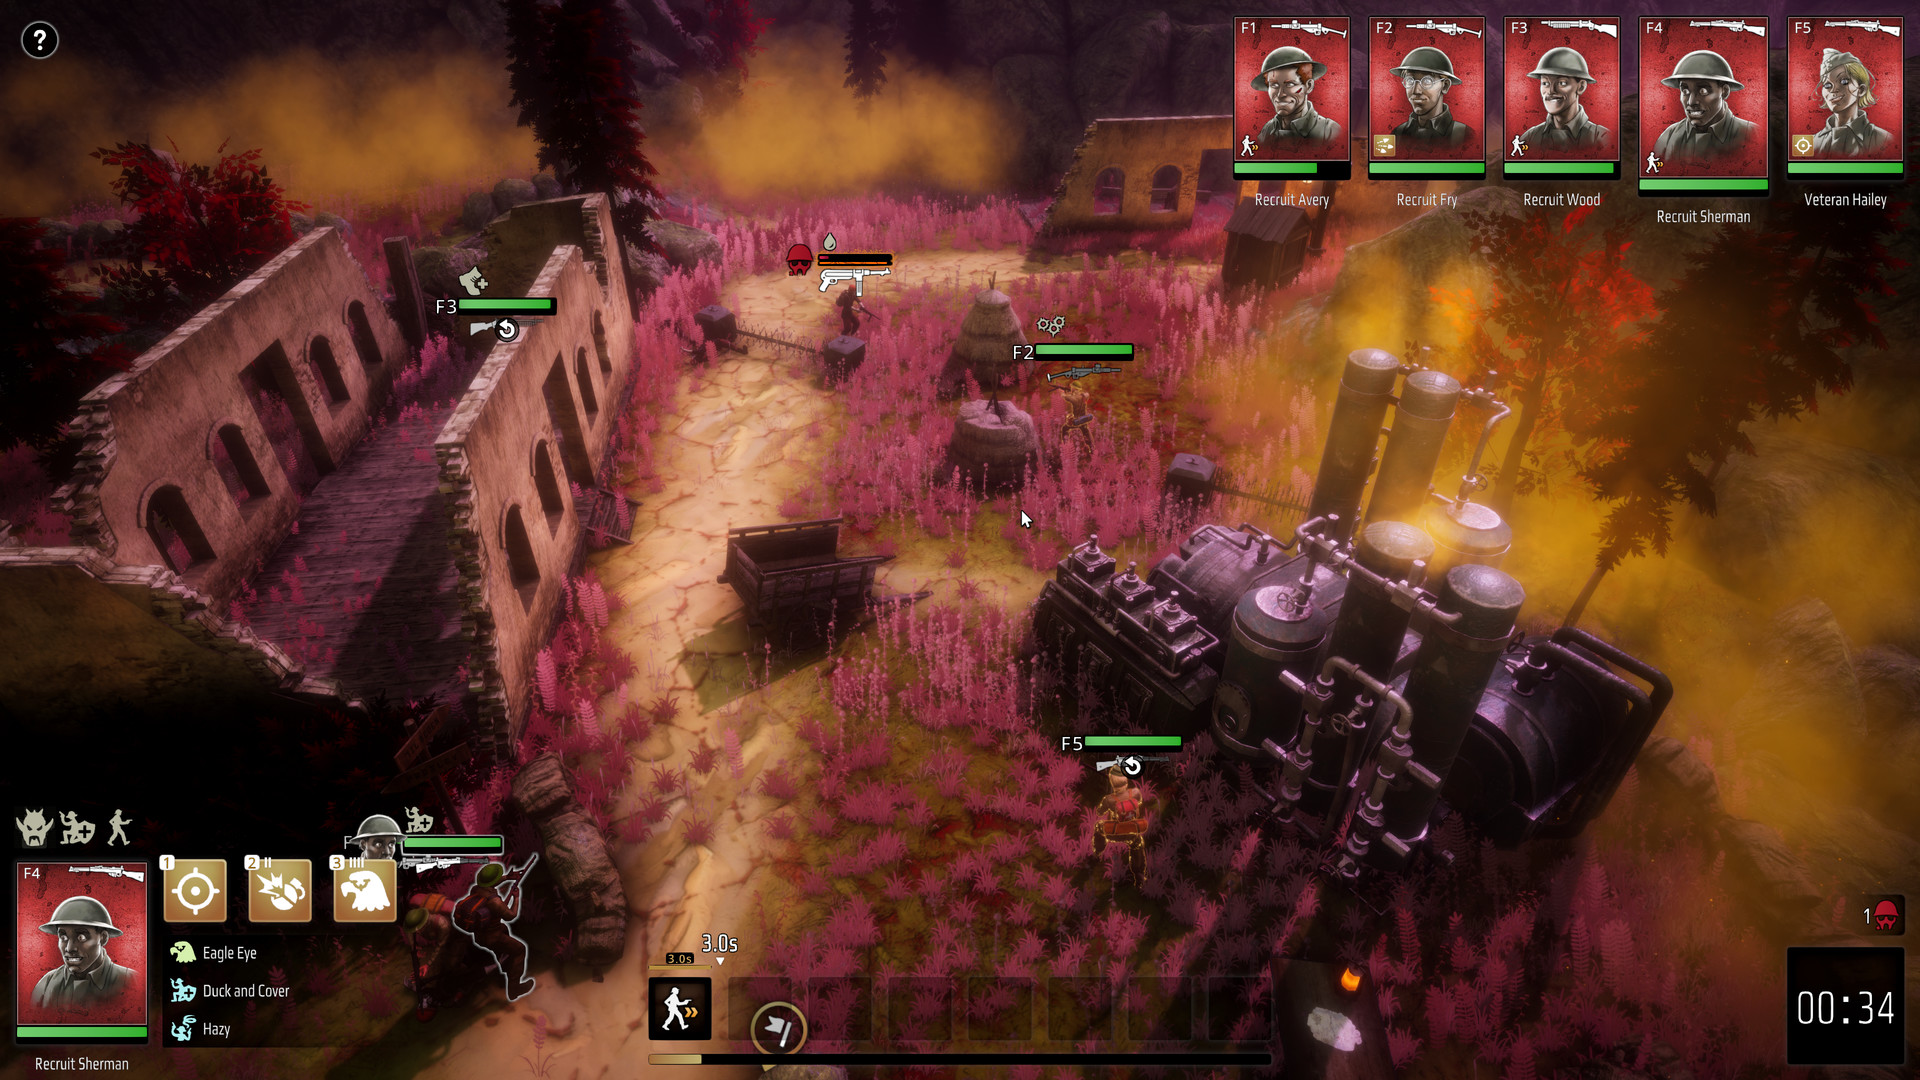 ?
F1
F2
F3
F4
F5
Recruit Avery
Recruit Fry
Recruit Wood
Recruit Sherman
Veteran Hailey
F3
F2
F5
F4
1
2
3
Eagle Eye
Duck and Cover
Hazy
Recruit Sherman
3.0s
3.0s
1
00:34